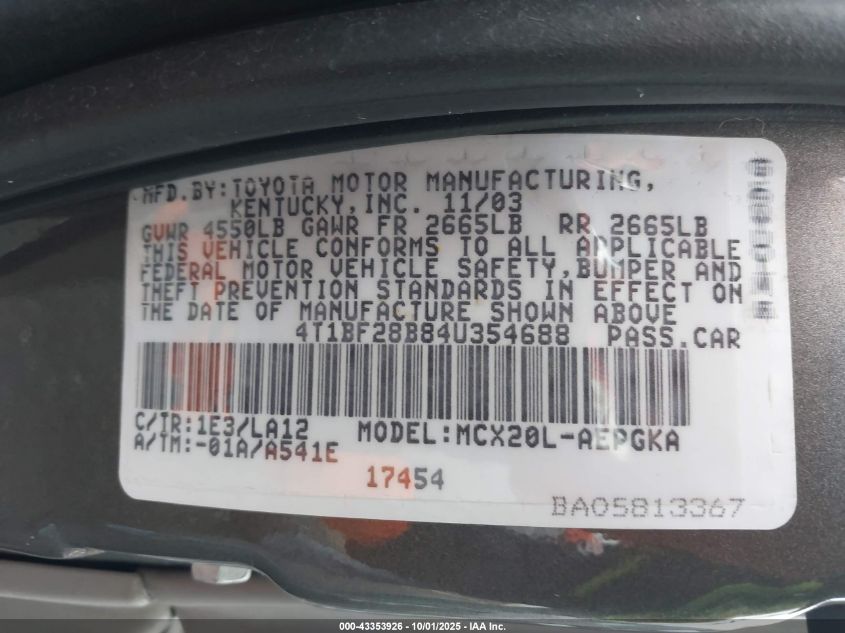 MFD.BY:TOYOTA MOTOR MANUFACTURING,
KENTUCKY,INC. 11/03
GVWR 4550LB GAWR FR 2665LB RR 2665LB
THIS VEHICLE CONFORMS TO ALL APPLICABLE
FEDERAL MOTOR VEHICLE SAFETY,BUMPER AND
THEFT PREVENTION STANDARDS IN EFFECT ON
THE DATE OF MANUFACTURE SHOWN ABOVE
4T1BF28B84U354688 PASS.CAR
C/TR:1E3/LA12 MODEL:MCX20L-AEPGKA
A/TM:-01A/A541E
17454
BA05813367
000-43353926 - 10/01/2025 - IAA Inc.